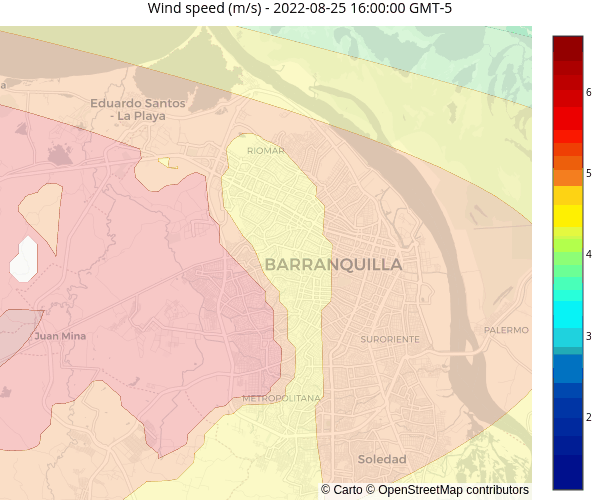 Wind speed (m/s) - 2022-08-25 16:00:00 GMT-5
a
Eduardo Santos
- La Playa
RIOMAR
BARRANQUILLA
Juan Mina
SURORIENTE
PALERMO
METROPOLITANA
Soledad
© Carto © OpenStreetMap contributors
6
5
4
3
2